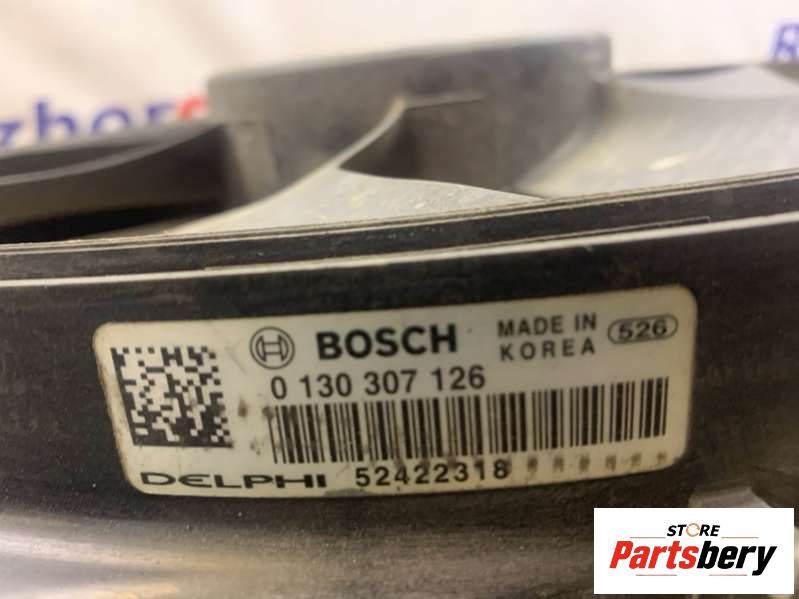 BOSCH MADE IN KOREA 526
0 130 307 126
DELPHI 52422318
STORE
Partsbery